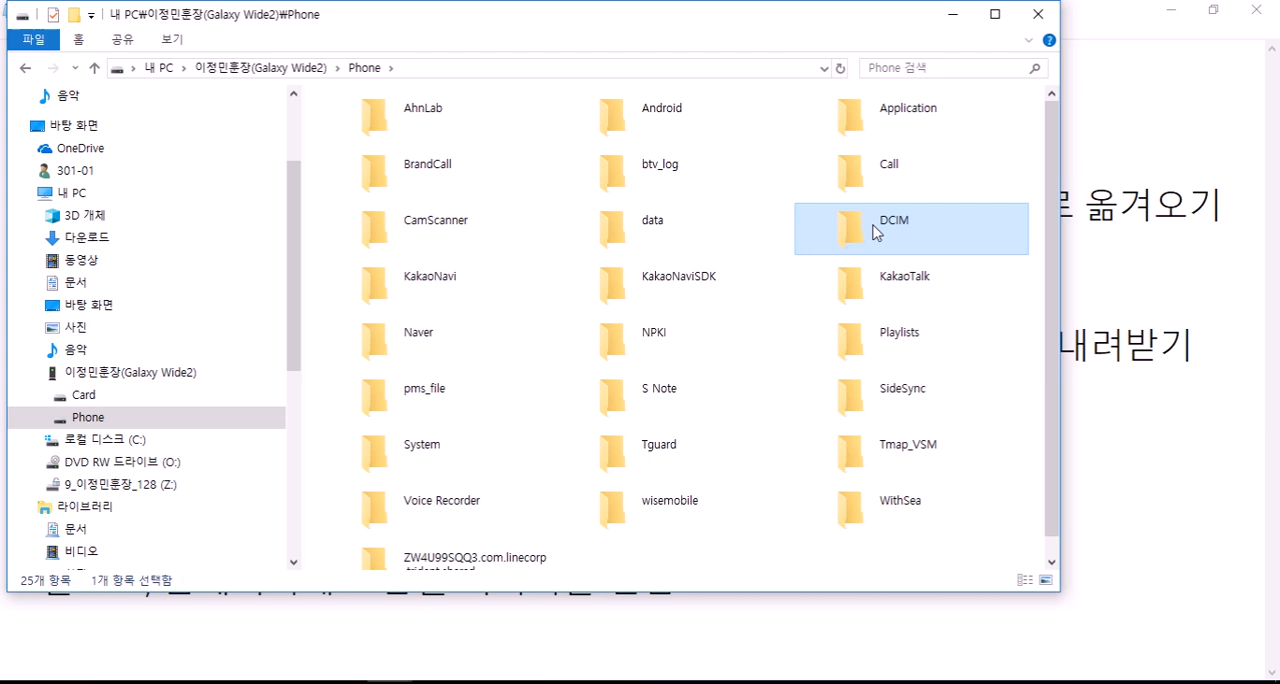 내 PC₩이정민훈장(Galaxy Wide2)₩Phone
파일 홈 공유 보기
내 PC 이정민훈장(Galaxy Wide2) Phone
Phone 검색
음악
바탕 화면
OneDrive
301-01
내 PC
3D 개체
다운로드
동영상
문서
바탕 화면
사진
음악
이정민훈장(Galaxy Wide2)
Card
Phone
로컬 디스크 (C:)
DVD RW 드라이브 (O:)
9_이정민훈장_128 (Z:)
라이브러리
문서
비디오
AhnLab Android Application
BrandCall btv_log Call
CamScanner data DCIM
KakaoNavi KakaoNaviSDK KakaoTalk
Naver NPKI Playlists
pms_file S Note SideSync
System Tguard Tmap_VSM
Voice Recorder wisemobile WithSea
ZW4U99SQQ3.com.linecorp
25개 항목 1개 항목 선택함
로 옮겨오기
내려받기